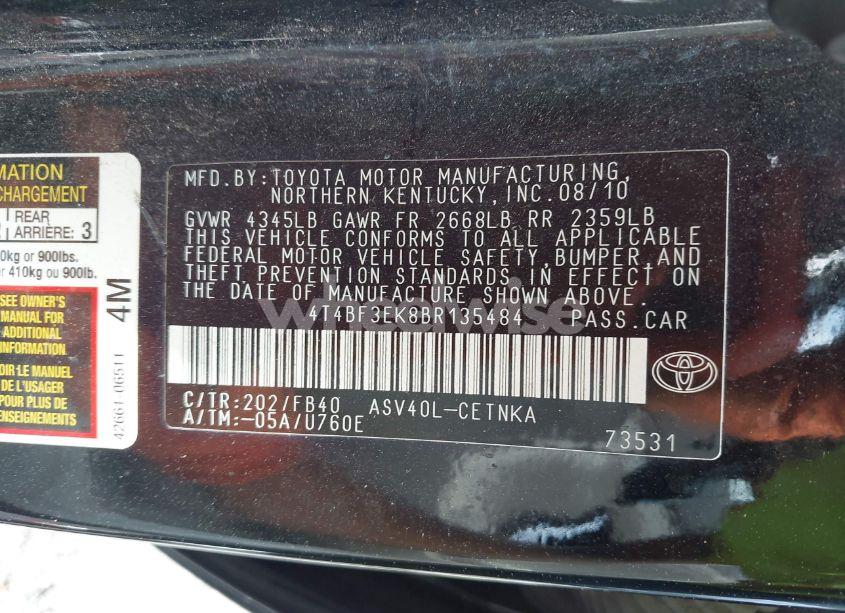 MATION
CHARGEMENT
REAR
ARRIÈRE: 3
0kg or 900lbs.
r 410kg ou 900lb.
SEE OWNER'S
MANUAL FOR
ADDITIONAL
INFORMATION
VOIR LE MANUEL
DE L'USAGER
POUR PLUS DE
RENSEIGNEMENTS
4M
42661-06511
MFD.BY:TOYOTA MOTOR MANUFACTURING,
NORTHERN KENTUCKY,INC.08/10
GVWR 4345LB GAWR FR 2668LB RR 2359LB
THIS VEHICLE CONFORMS TO ALL APPLICABLE
FEDERAL MOTOR VEHICLE SAFETY,BUMPER,AND
THEFT PREVENTION STANDARDS IN EFFECT ON
THE DATE OF MANUFACTURE SHOWN ABOVE.
4T4BF3EK8BR135484 PASS.CAR
C/TR:202/FB40 ASV40L-CETNKA
A/TM:-05A/U760E
73531
wheelwise